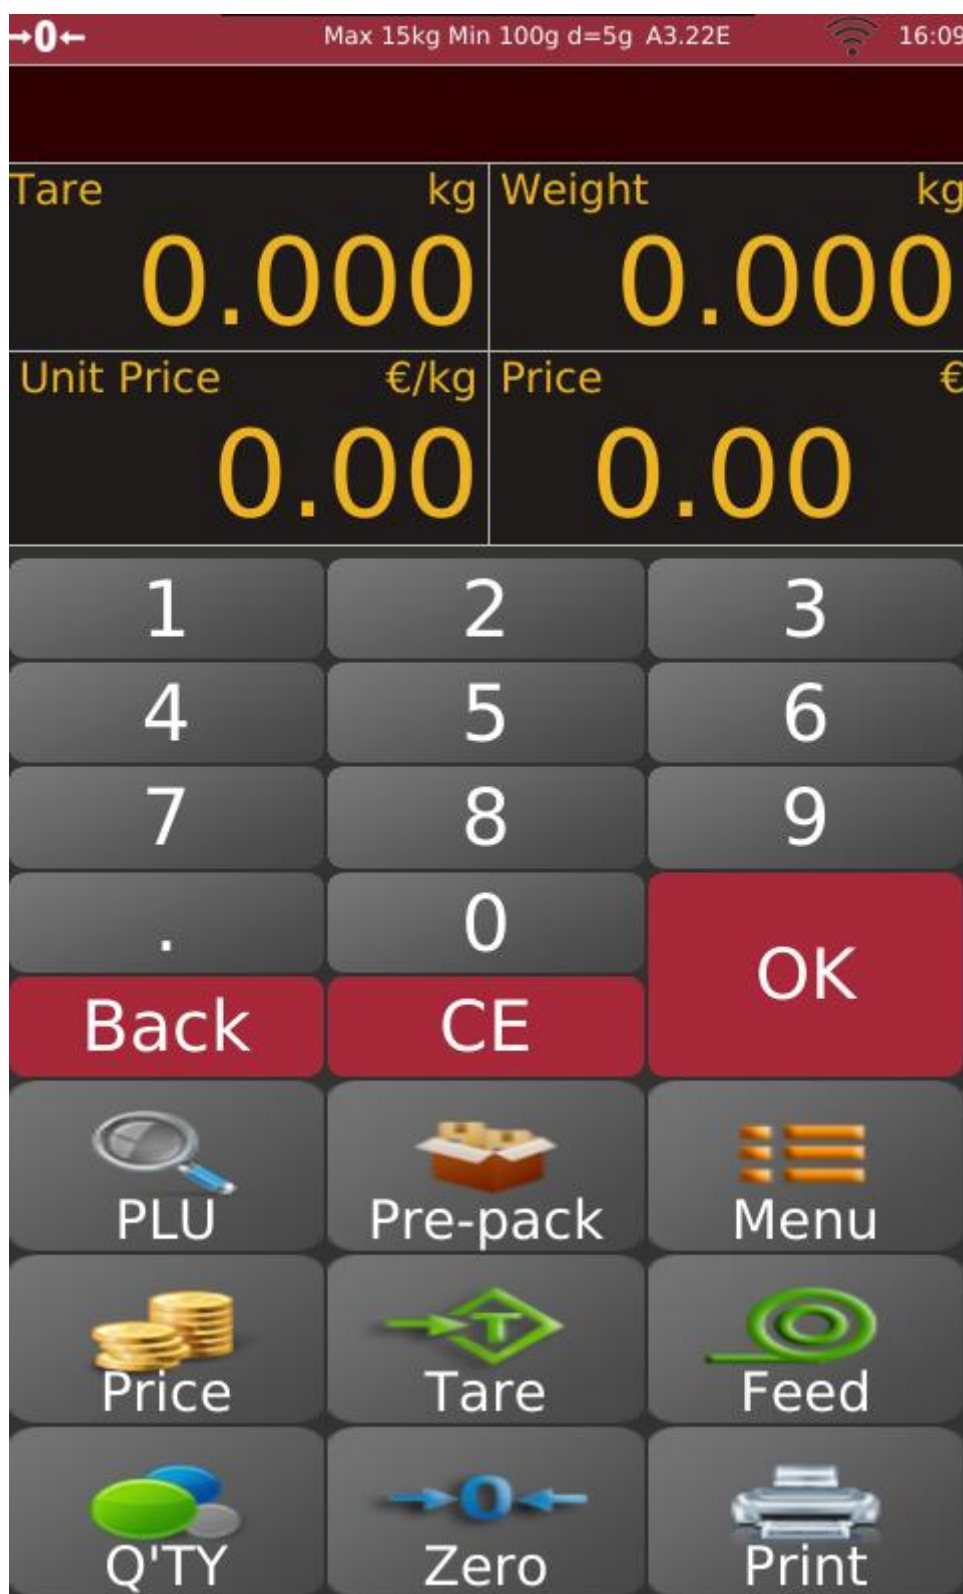 →0← Max 15kg Min 100g d=5g A3.22E 16:09
Tare kg Weight kg
0.000 0.000
Unit Price €/kg Price €
0.00 0.00
1 2 3
4 5 6
7 8 9
. 0
OK
Back CE
PLU Pre-pack Menu
T
Price Tare Feed
0
Q'TY Zero Print